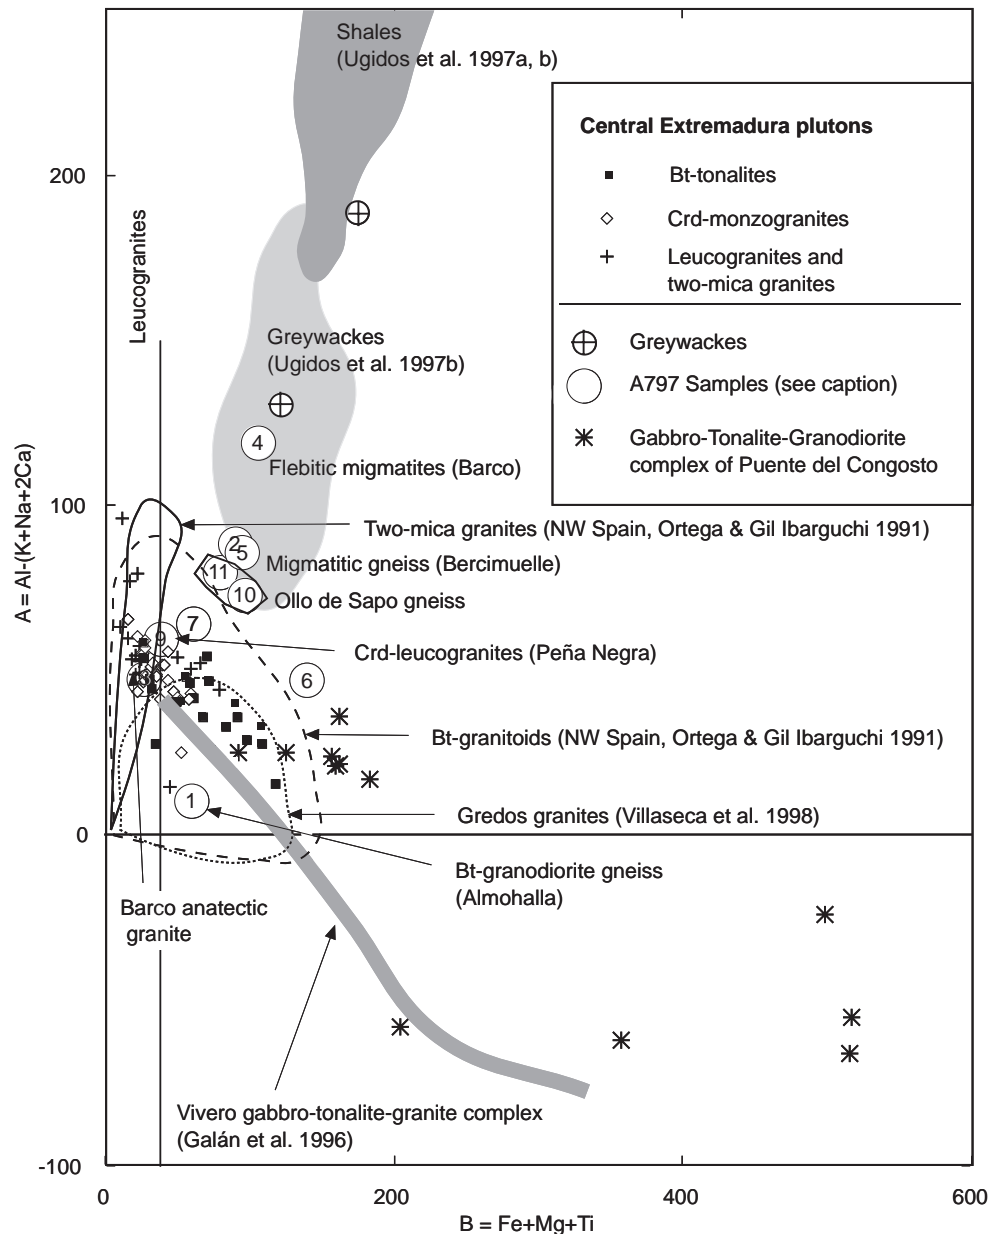 Shales
(Ugidos et al. 1997a, b)
Central Extremadura plutons
Bt-tonalites
200
Crd-monzogranites
Leucogranites and
two-mica granites
Leucogranites
Greywackes
(Ugidos et al. 1997b)
Greywackes
A797 Samples (see caption)
4
Gabbro-Tonalite-Granodiorite
complex of Puente del Congosto
Flebitic migmatites (Barco)
100
Two-mica granites (NW Spain, Ortega & Gil Ibarguchi 1991)
2
5
Migmatitic gneiss (Bercimuelle)
11
10
Ollo de Sapo gneiss
A = Al-(K+Na+2Ca)
7
9
Crd-leucogranites (Peña Negra)
6
Bt-granitoids (NW Spain, Ortega & Gil Ibarguchi 1991)
1
Gredos granites (Villaseca et al. 1998)
0
Bt-granodiorite gneiss
(Almohalla)
Barco anatectic
granite
Vivero gabbro-tonalite-granite complex
(Galán et al. 1996)
-100
0
200
400
600
B = Fe+Mg+Ti